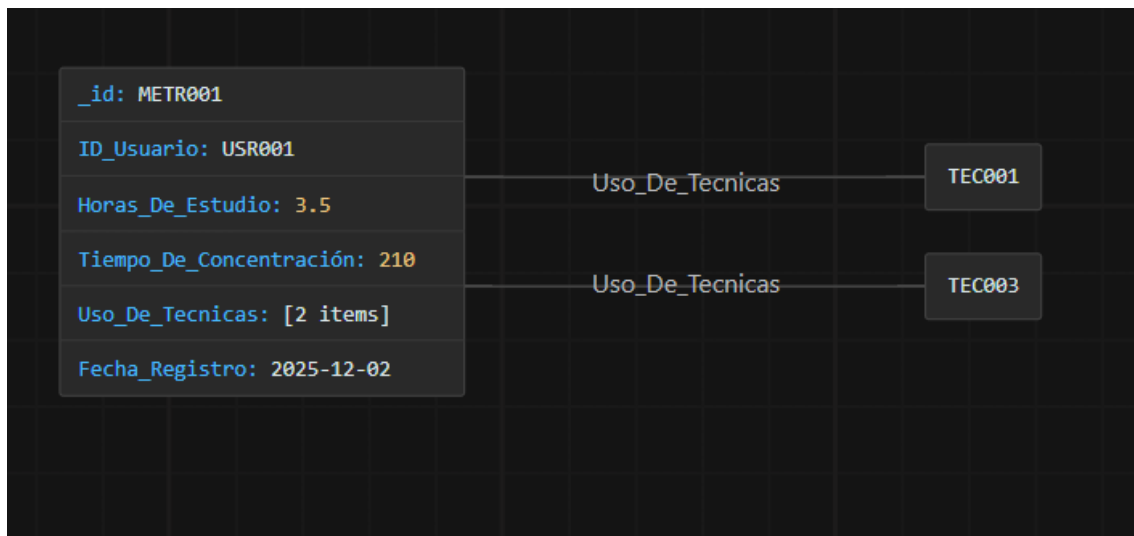 _id: METR001
ID_Usuario: USR001
Horas_De_Estudio: 3.5
Tiempo_De_Concentración: 210
Uso_De_Tecnicas: [2 items]
Fecha_Registro: 2025-12-02
Uso_De_Tecnicas
TEC001
Uso_De_Tecnicas
TEC003